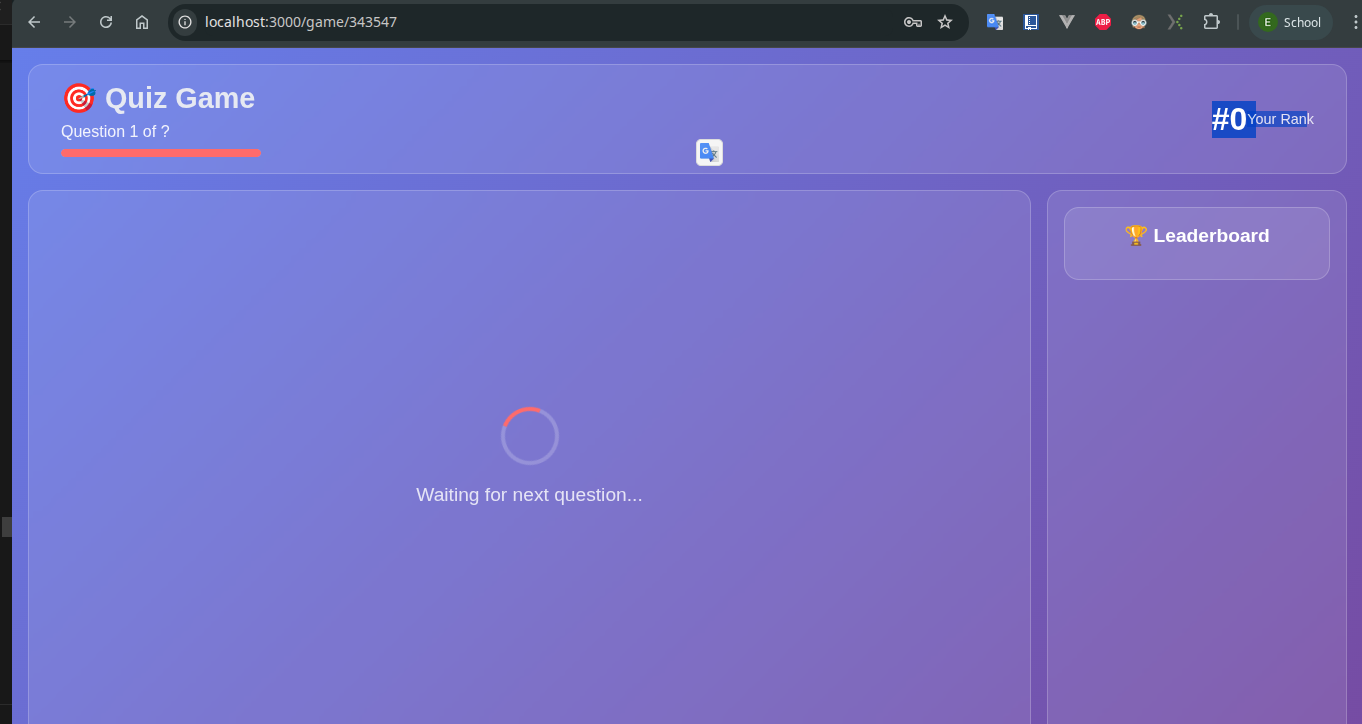 localhost:3000/game/343547
ABP
E School
🎯 Quiz Game
Question 1 of ?
#0 Your Rank
🏆 Leaderboard
Waiting for next question...